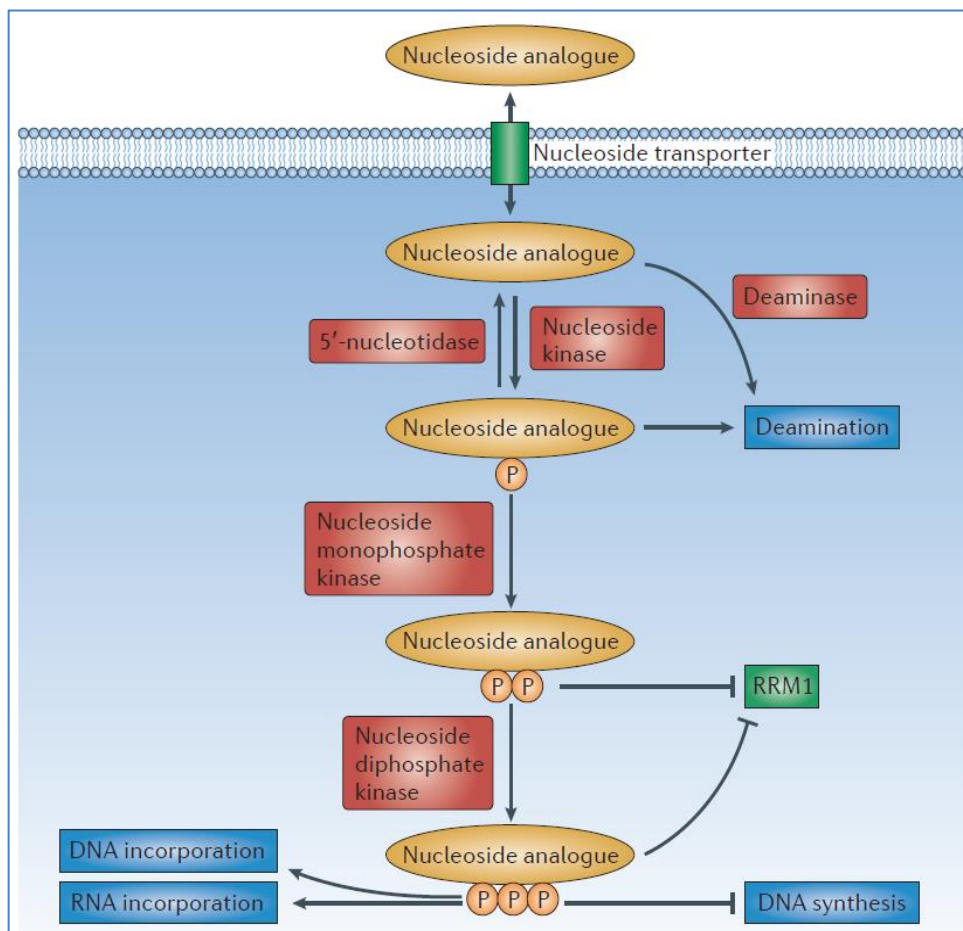 Nucleoside analogue
Nucleoside transporter
Nucleoside analogue
Deaminase
5′-nucleotidase
Nucleoside
kinase
Nucleoside analogue
Deamination
P
Nucleoside
monophosphate
kinase
Nucleoside analogue
P P
RRM1
Nucleoside
diphosphate
kinase
Nucleoside analogue
DNA incorporation
RNA incorporation
P P P
DNA synthesis